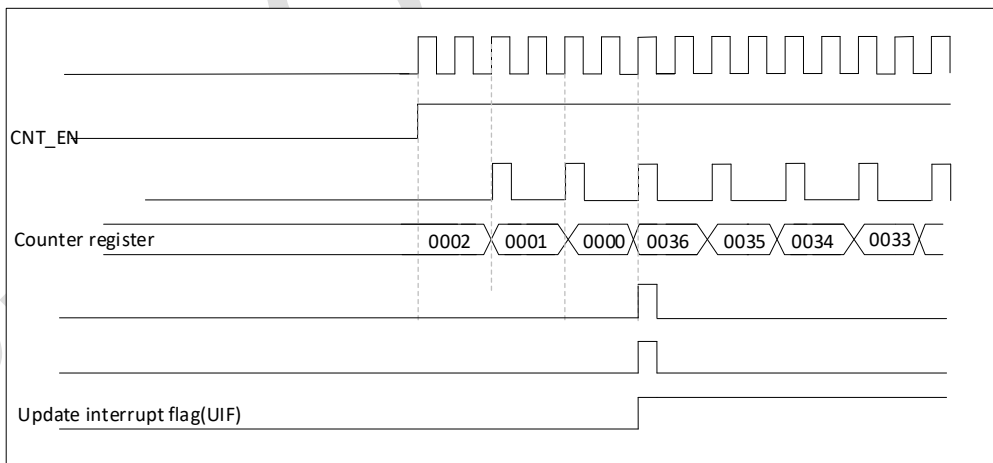 CNT_EN
Counter register 0002 0001 0000 0036 0035 0034 0033
Update interrupt flag(UIF)